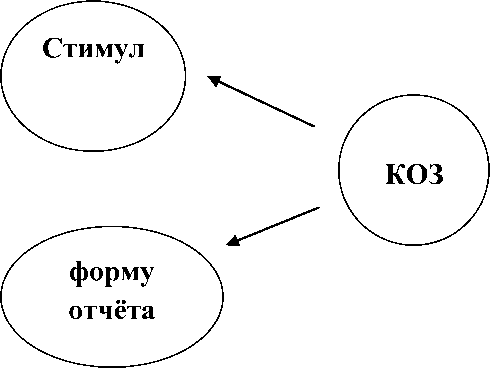 Стимул
КОЗ
форму
отчёта